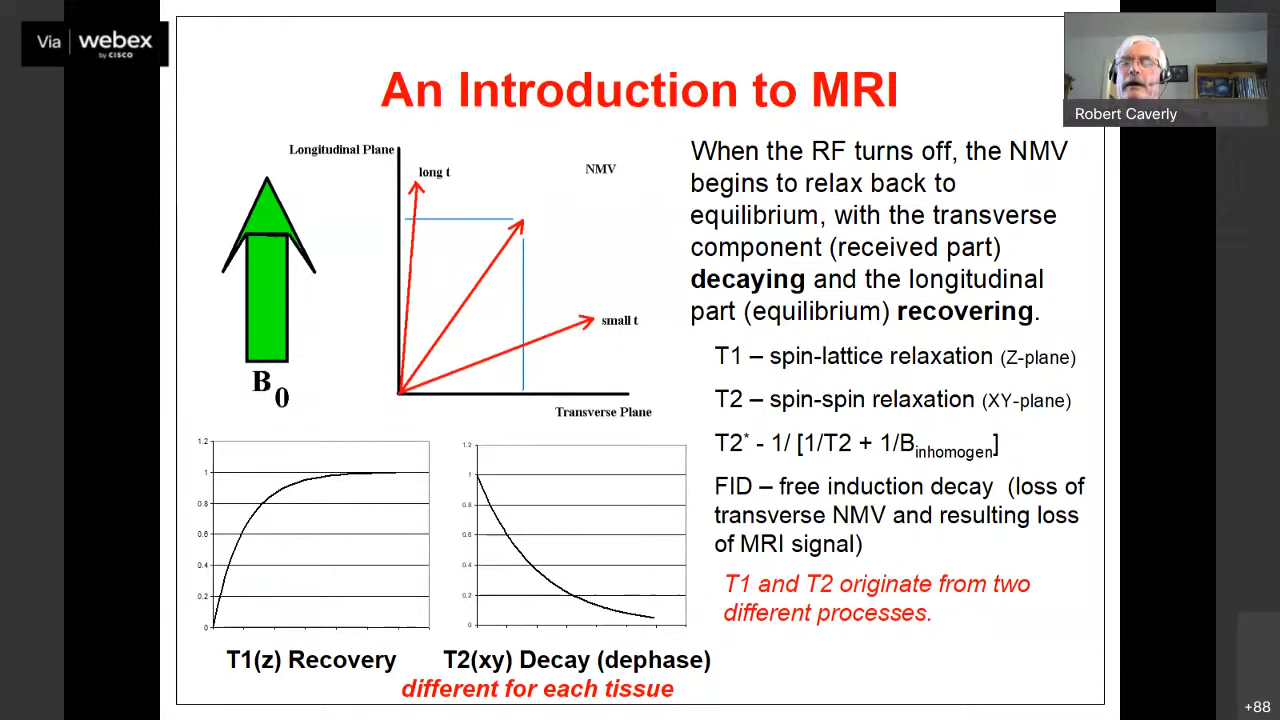 Via webex
by CISCO
Robert Caverly
An Introduction to MRI
Longitudinal Plane
long t
NMV
small t
B0
Transverse Plane
When the RF turns off, the NMV
begins to relax back to
equilibrium, with the transverse
component (received part)
decaying and the longitudinal
part (equilibrium) recovering.
T1 – spin-lattice relaxation (Z-plane)
T2 – spin-spin relaxation (XY-plane)
T2* - 1/ [1/T2 + 1/Binhomogen]
FID – free induction decay (loss of
transverse NMV and resulting loss
of MRI signal)
T1 and T2 originate from two
different processes.
1.2
1
0.8
0.6
0.4
0.2
0
1.2
1
0.8
0.6
0.4
0.2
0
T1(z) Recovery
T2(xy) Decay (dephase)
different for each tissue
+88